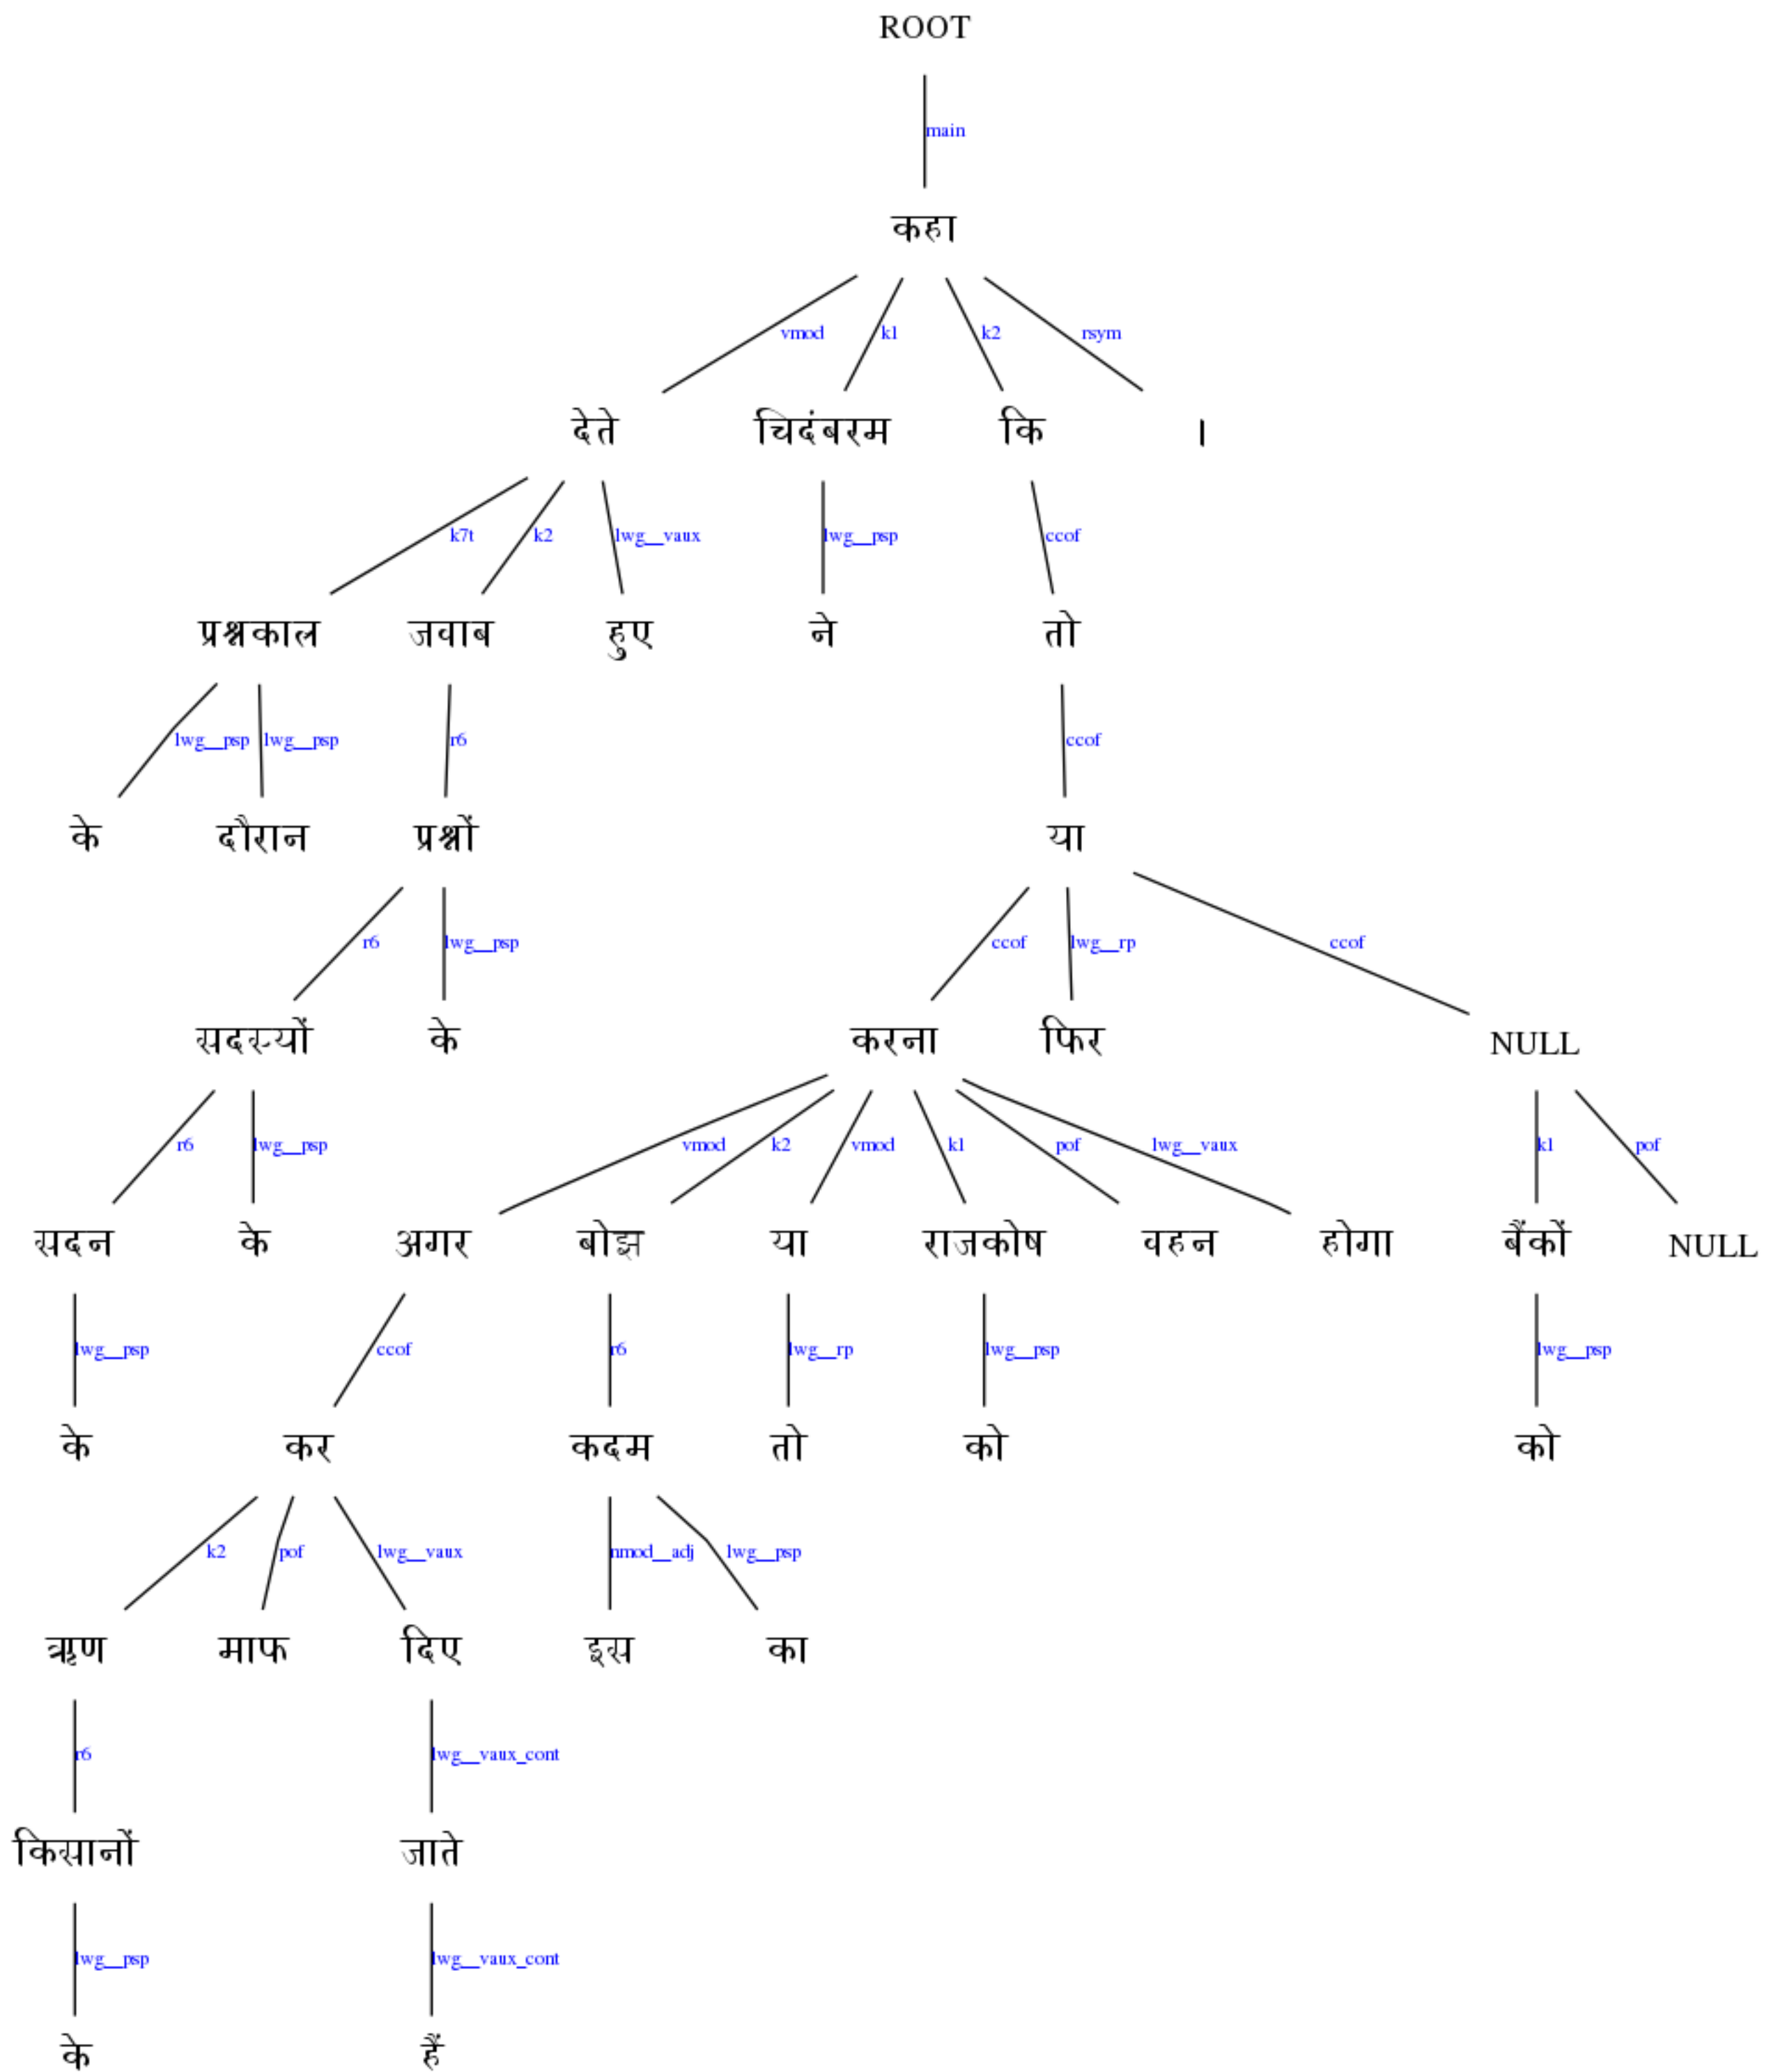 ROOT
main
कहा
vmod k1 k2 rsym
देते चिदंबरम कि ।
k7t k2 lwg__vaux lwg__psp ccof
प्रश्नकाल जवाब हुए ने तो
lwg__psp lwg__psp r6 ccof
के दौरान प्रश्नों या
r6 lwg__psp ccof lwg__rp ccof
सदस्यों के करना फिर NULL
r6 lwg__psp vmod k2 vmod k1 pof lwg__vaux k1 pof
सदन के अगर बोझ या राजकोष वहन होगा बैंकों NULL
lwg__psp ccof r6 lwg__rp lwg__psp lwg__psp
के कर कदम तो को को
k2 pof lwg__vaux nmod__adj lwg__psp
ऋण माफ दिए इस का
r6 lwg__vaux_cont
किसानों जाते
lwg__psp lwg__vaux_cont
के हैं